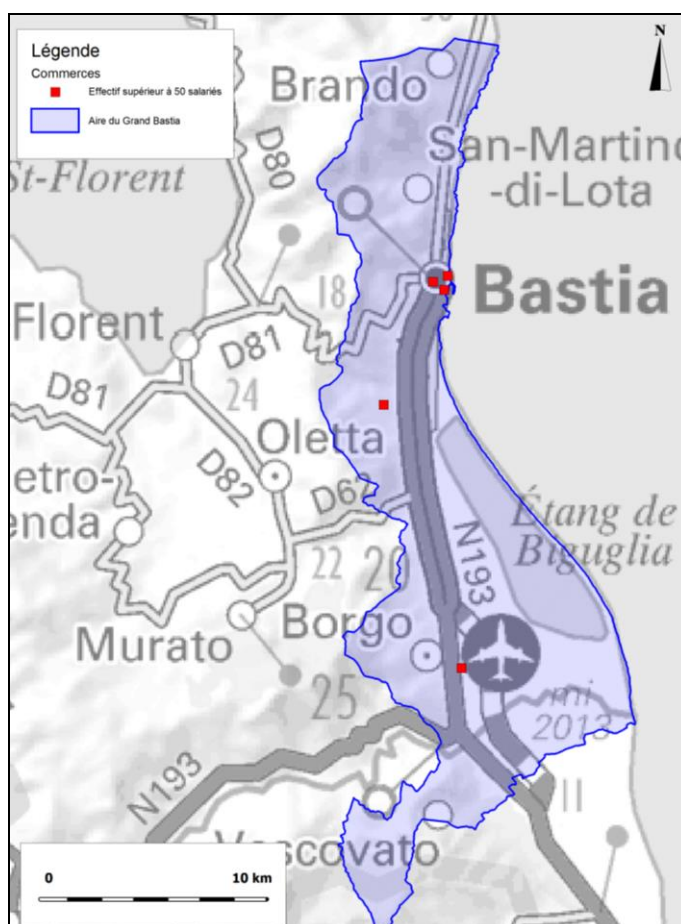 Légende
Commerces
Effectif supérieur à 50 salariés
Aire du Grand Bastia
N
Brando
San-Martino
-di-Lota
St-Florent
D80
18
Bastia
Florent
D81
D81
24
Oletta
D82
D62
etro-
enda
22
20
N193
Étang de
Biguglia
Murato
Borgo
25
mi
2013
N193
11
Vescovato
0
10 km